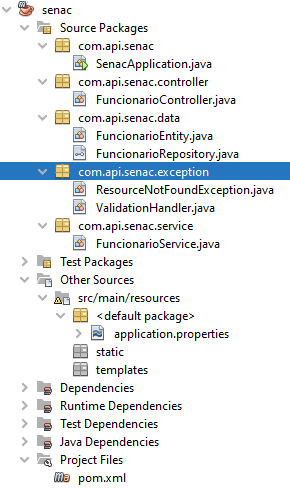 senac
Source Packages
com.api.senac
SenacApplication.java
com.api.senac.controller
FuncionarioController.java
com.api.senac.data
FuncionarioEntity.java
FuncionarioRepository.java
com.api.senac.exception
ResourceNotFoundException.java
ValidationHandler.java
com.api.senac.service
FuncionarioService.java
Test Packages
Other Sources
src/main/resources
<default package>
application.properties
static
templates
Dependencies
Runtime Dependencies
Test Dependencies
Java Dependencies
Project Files
pom.xml